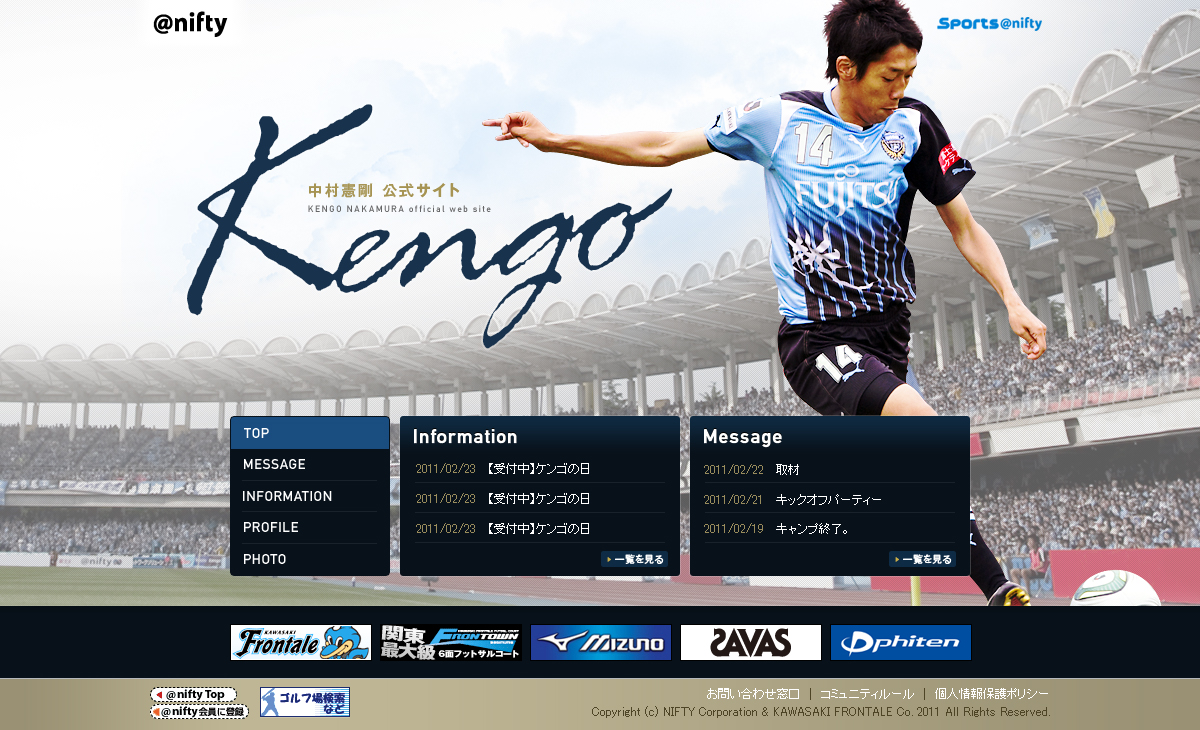 @nifty
Sports@nifty
Kengo
中村憲剛 公式サイト
KENGO NAKAMURA official web site
14
FUJITSU
14
TOP
MESSAGE
INFORMATION
PROFILE
PHOTO
Information
2011/02/23 【受付中】ケンゴの日
2011/02/23 【受付中】ケンゴの日
2011/02/23 【受付中】ケンゴの日
一覧を見る
Message
2011/02/22 取材
2011/02/21 キックオフパーティー
2011/02/19 キャンプ終了。
一覧を見る
@nifty
KAWASAKI
Frontale
関東最大級
FRONTOWN
6面フットサルコート
MIZUNO
SAVAS
phiten
@nifty Top
@nifty会員に登録
ゴルフ場検索
など
お問い合わせ窓口 | コミュニティルール | 個人情報保護ポリシー
Copyright (c) NIFTY Corporation & KAWASAKI FRONTALE Co. 2011 All Rights Reserved.